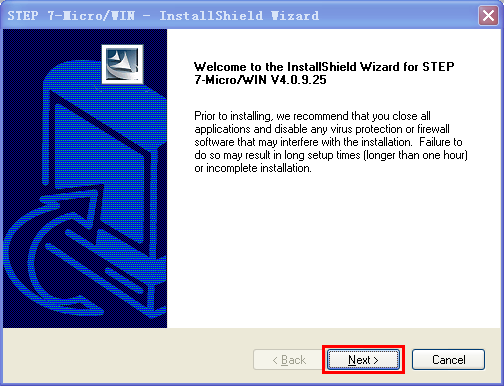 STEP 7-Micro/WIN - InstallShield Wizard
Welcome to the InstallShield Wizard for STEP
7-Micro/WIN V4.0.9.25
Prior to installing, we recommend that you close all
applications and disable any virus protection or firewall
software that may interfere with the installation.  Failure to
do so may result in long setup times (longer than one hour)
or incomplete installation.
< Back
Next >
Cancel